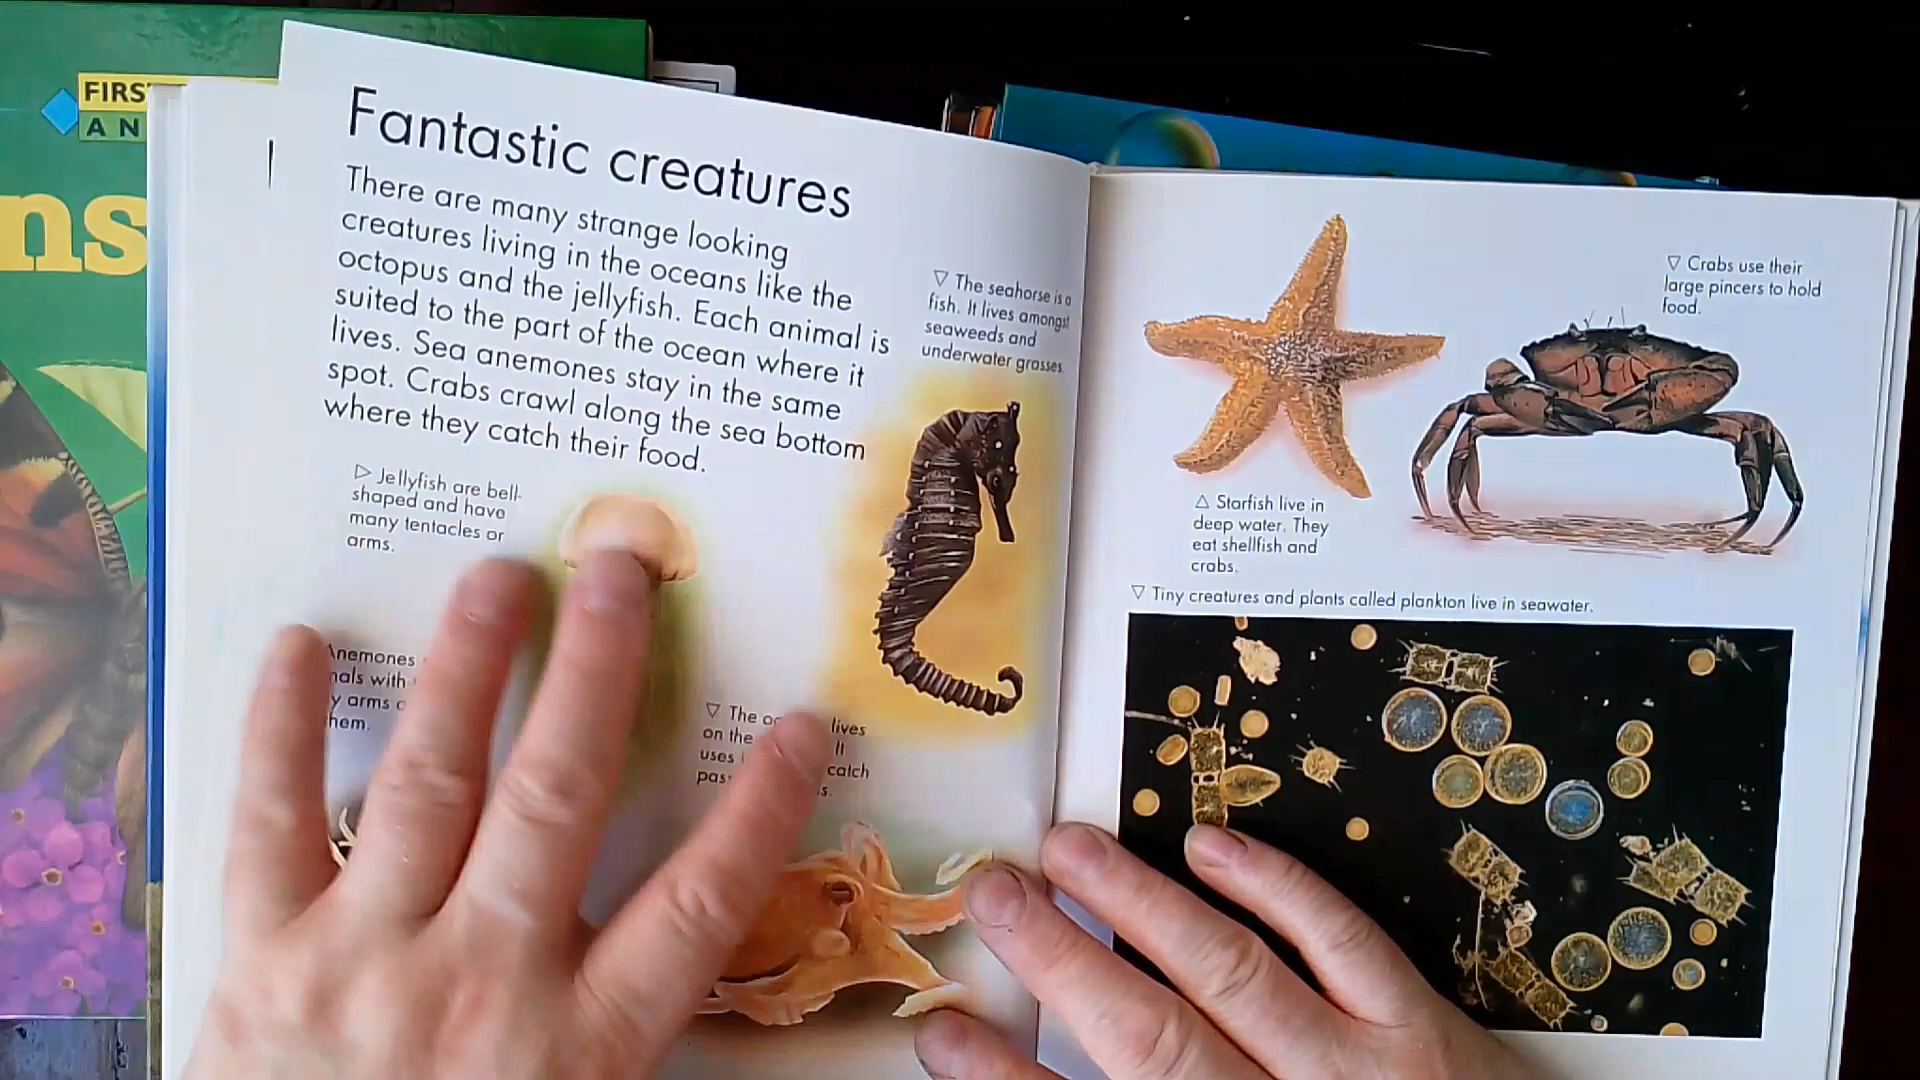 FIRS
AN
ns
Fantastic creatures
There are many strange looking
creatures living in the oceans like the
octopus and the jellyfish. Each animal is
suited to the part of the ocean where it
lives. Sea anemones stay in the same
spot. Crabs crawl along the sea bottom
where they catch their food.
▷ Jellyfish are bell-
shaped and have
many tentacles or
arms.
Anemones
nals with
y arms
hem.
▽ The seahorse is a
fish. It lives amongst
seaweeds and
underwater grasses.
▽ The oc lives
on the It
uses catch
pas s.
▽ Crabs use their
large pincers to hold
food.
△ Starfish live in
deep water. They
eat shellfish and
crabs.
▽ Tiny creatures and plants called plankton live in seawater.